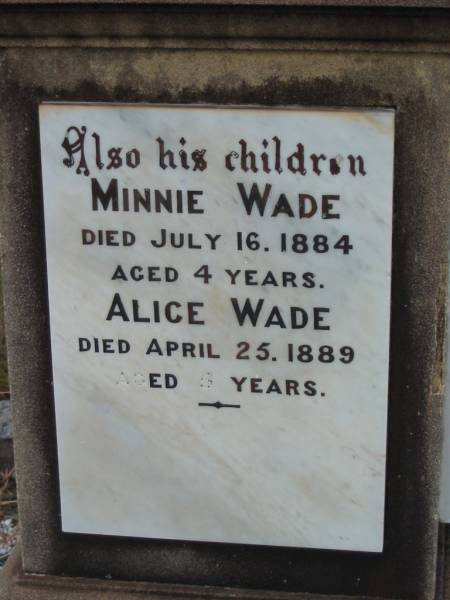 Also his children
MINNIE WADE
DIED JULY 16. 1884
AGED 4 YEARS.
ALICE WADE
DIED APRIL 25. 1889
AGED YEARS.